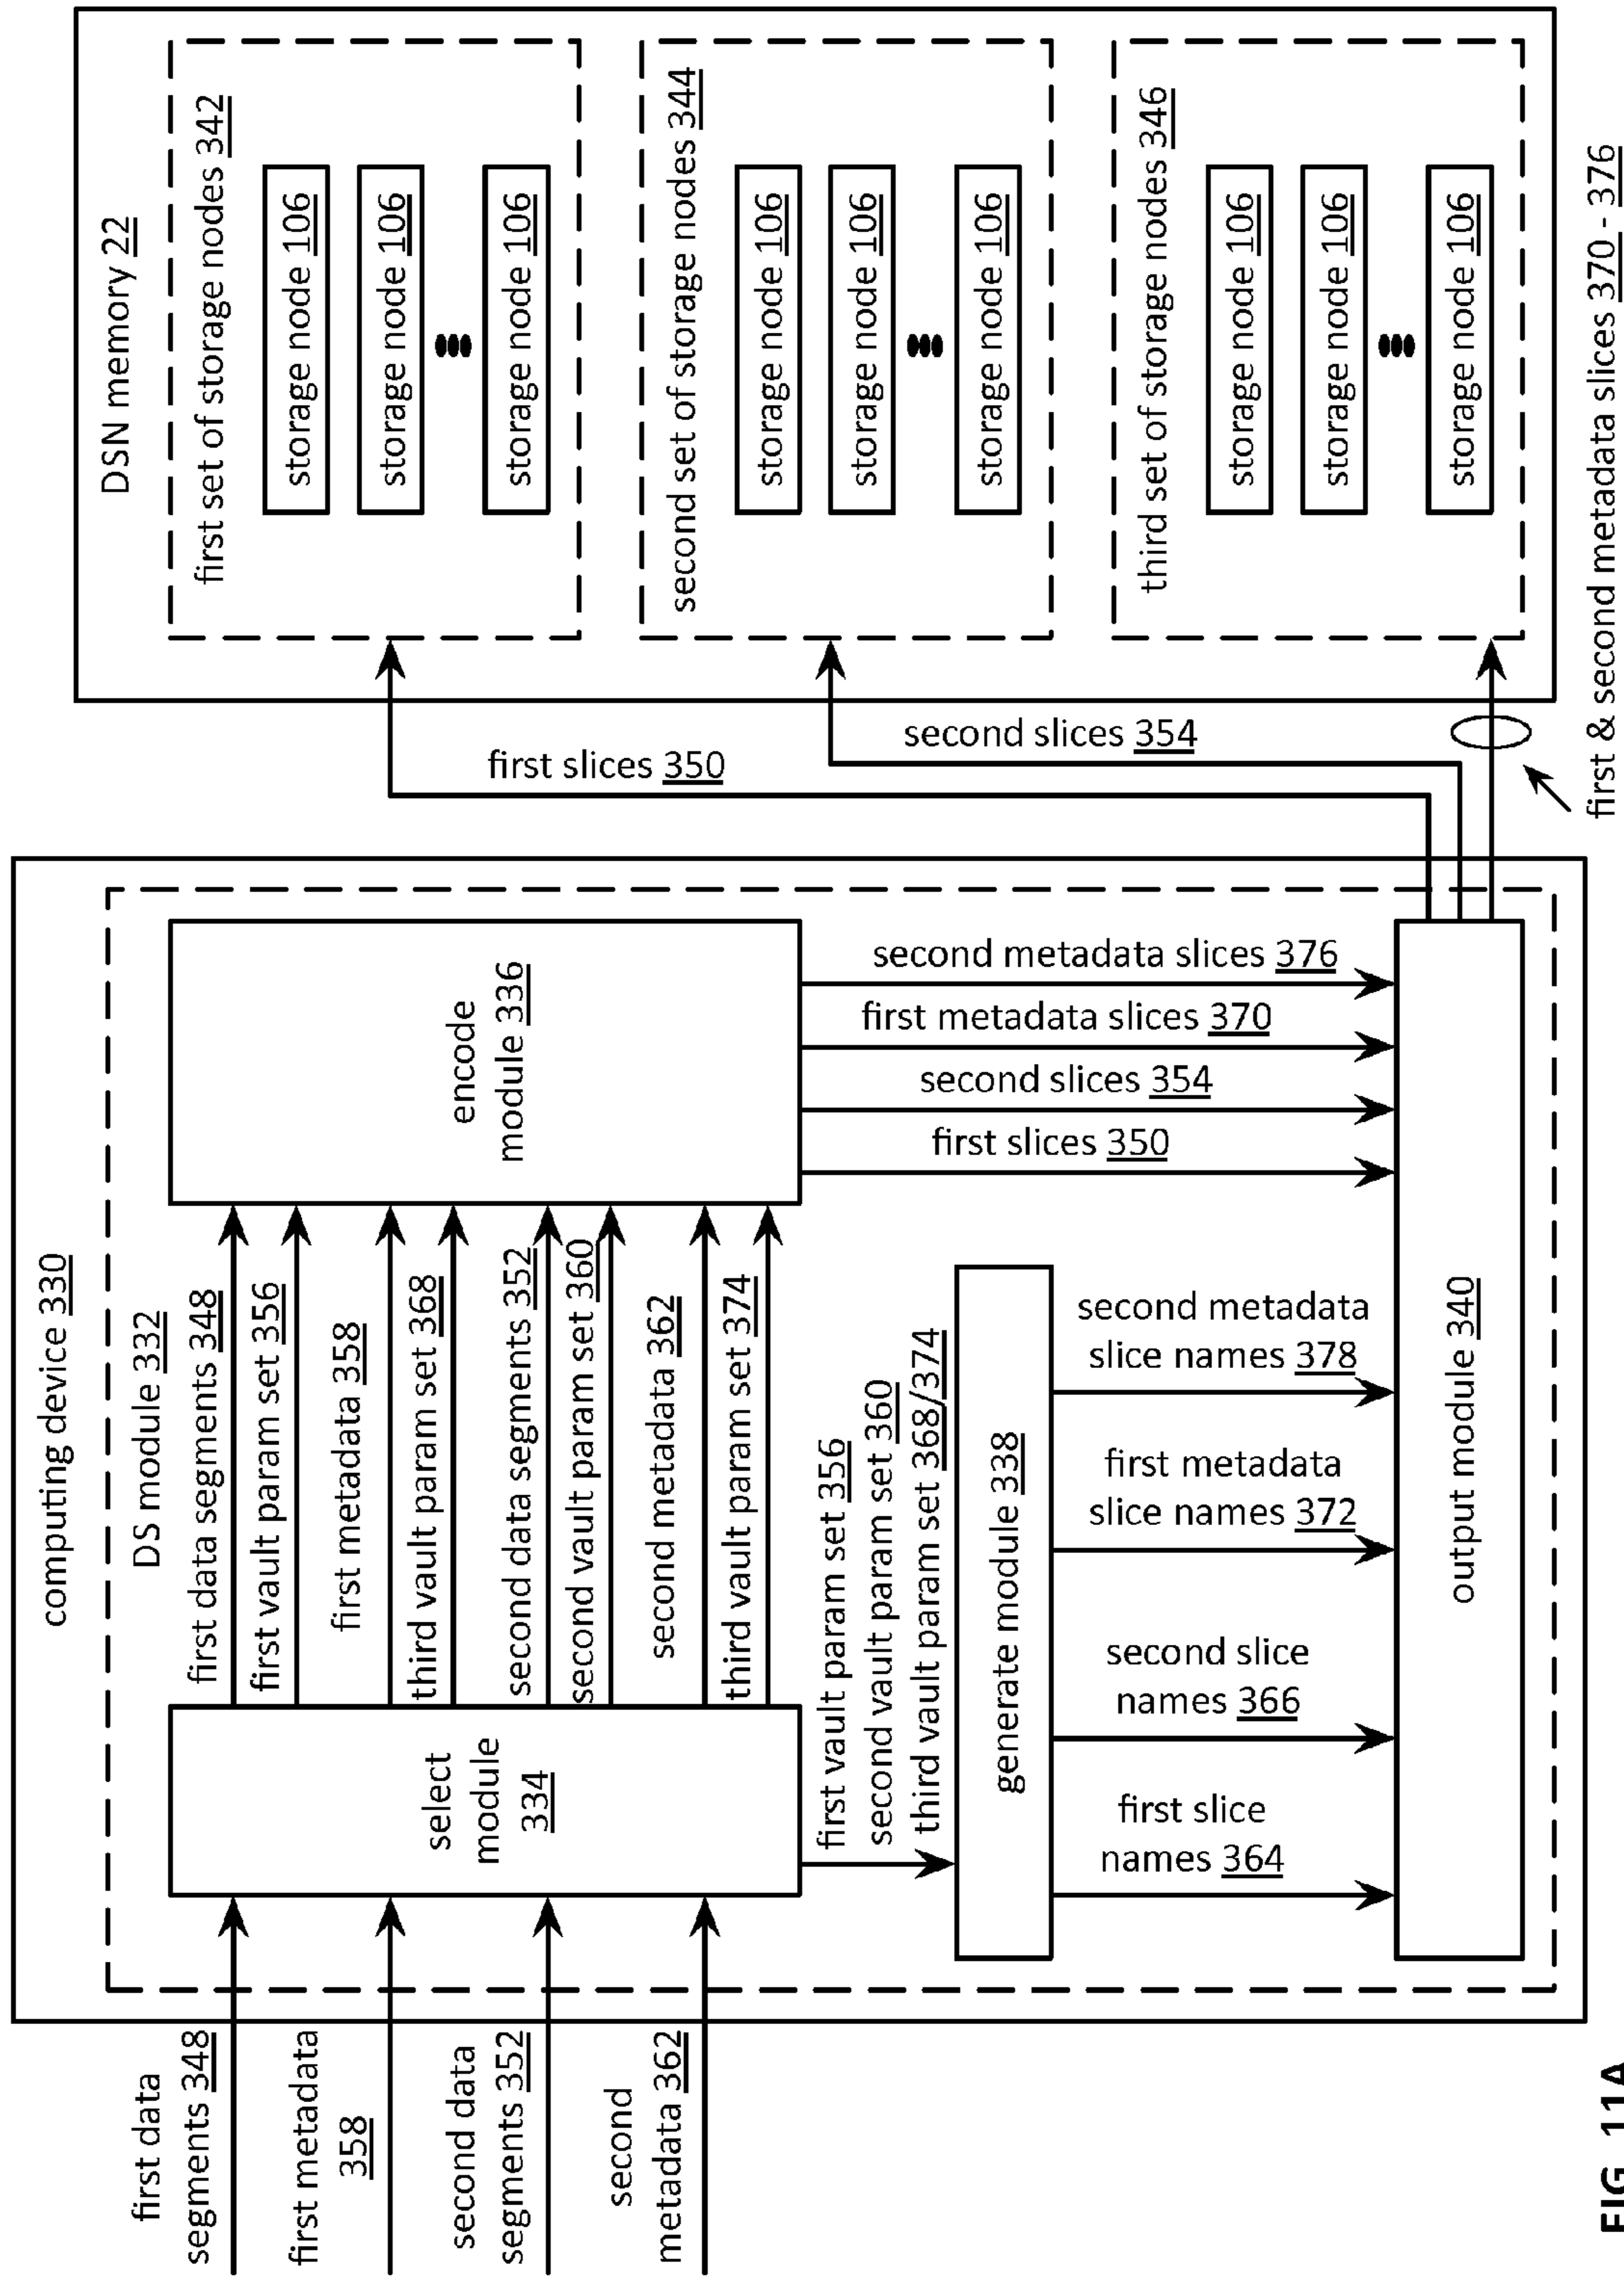 computing device 330
DS module 332
first data
segments 348
first metadata
358
second data
segments 352
second
metadata 362
select
module
334
first data segments 348
first vault param set 356
first metadata 358
third vault param set 368
second data segments 352
second vault param set 360
second metadata 362
third vault param set 374
encode
module 336
first vault param set 356
second vault param set 360
third vault param set 368/374
generate module 338
first slice
names 364
second slice
names 366
first metadata
slice names 372
second metadata
slice names 378
second metadata slices 376
first metadata slices 370
second slices 354
first slices 350
output module 340
first slices 350
second slices 354
first & second metadata slices 370 - 376
DSN memory 22
first set of storage nodes 342
storage node 106
storage node 106
storage node 106
second set of storage nodes 344
storage node 106
storage node 106
storage node 106
third set of storage nodes 346
storage node 106
storage node 106
storage node 106
FIG. 11A